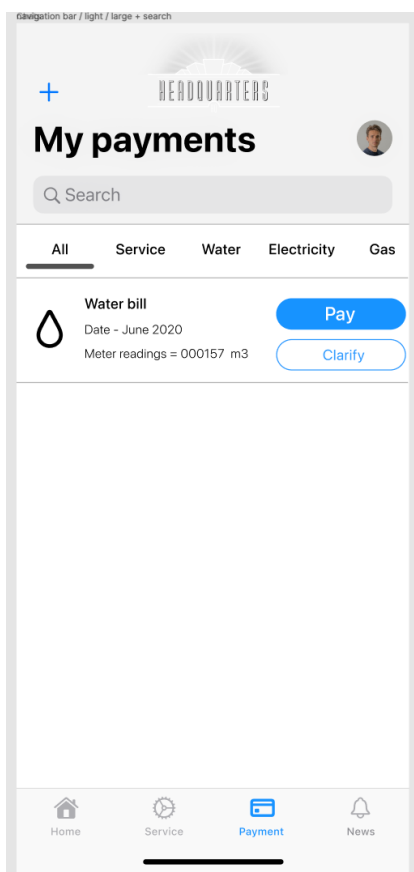 navigation bar / light / large + search
HEADQUARTERS
My payments
Search
All Service Water Electricity Gas
Water bill
Date - June 2020
Meter readings = 000157 m3
Pay
Clarify
Home Service Payment News